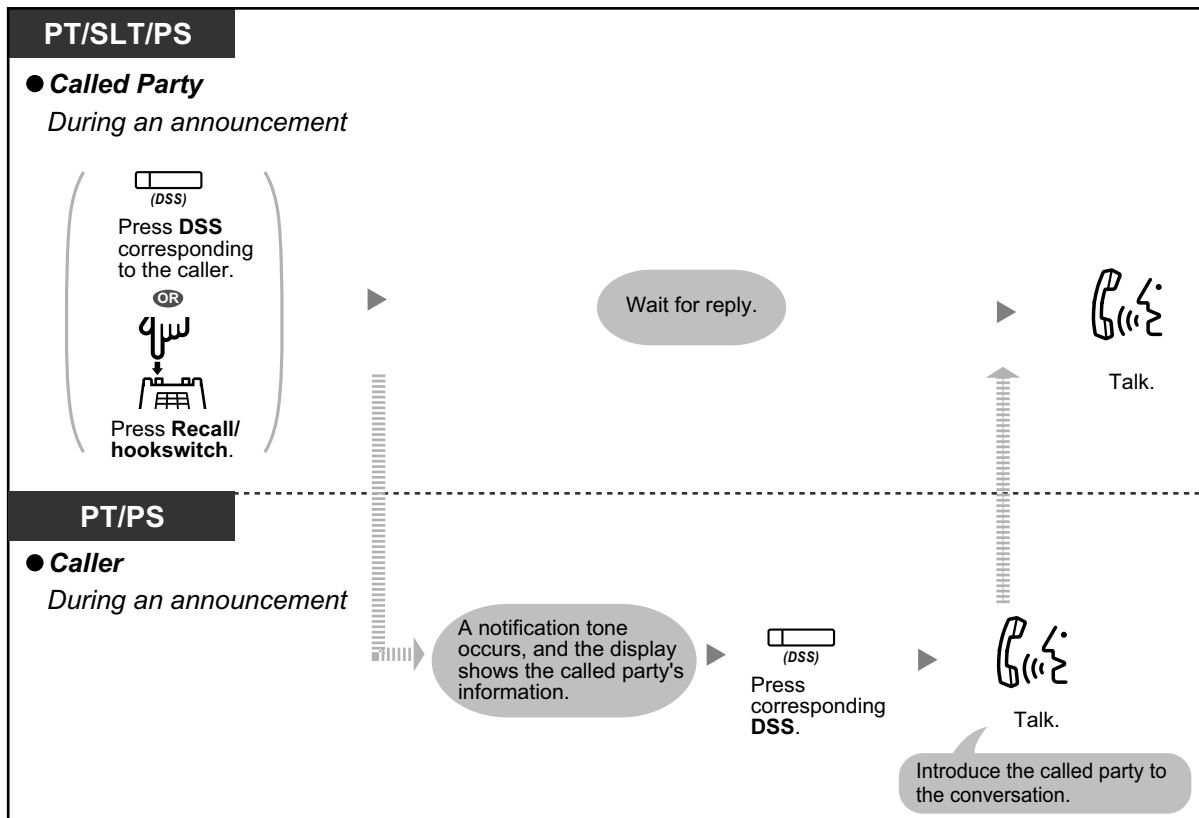 PT/SLT/PS
● Called Party
During an announcement
(DSS)
Press DSS
corresponding
to the caller.
OR
Press Recall/
hookswitch.
Wait for reply.
Talk.
PT/PS
● Caller
During an announcement
A notification tone
occurs, and the display
shows the called party's
information.
(DSS)
Press
corresponding
DSS.
Talk.
Introduce the called party to
the conversation.